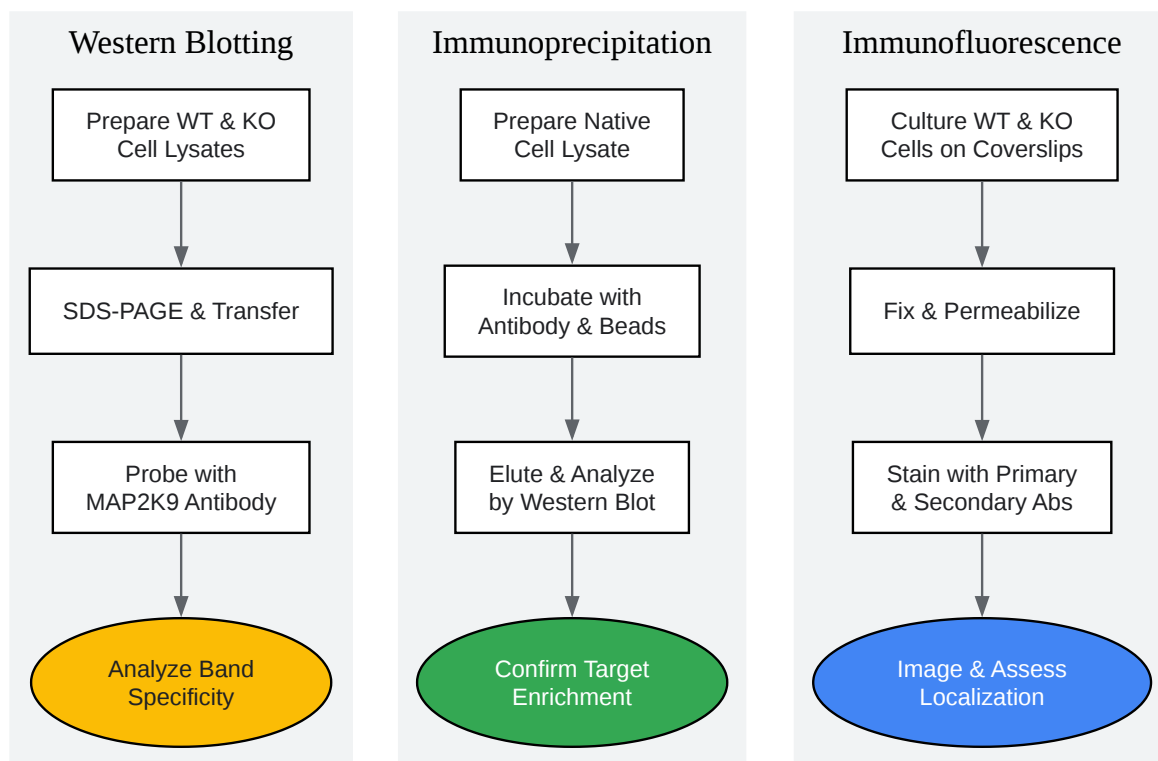 Western Blotting
Prepare WT & KO
Cell Lysates
SDS-PAGE & Transfer
Probe with
MAP2K9 Antibody
Analyze Band
Specificity
Immunoprecipitation
Prepare Native
Cell Lysate
Incubate with
Antibody & Beads
Elute & Analyze
by Western Blot
Confirm Target
Enrichment
Immunofluorescence
Culture WT & KO
Cells on Coverslips
Fix & Permeabilize
Stain with Primary
& Secondary Abs
Image & Assess
Localization